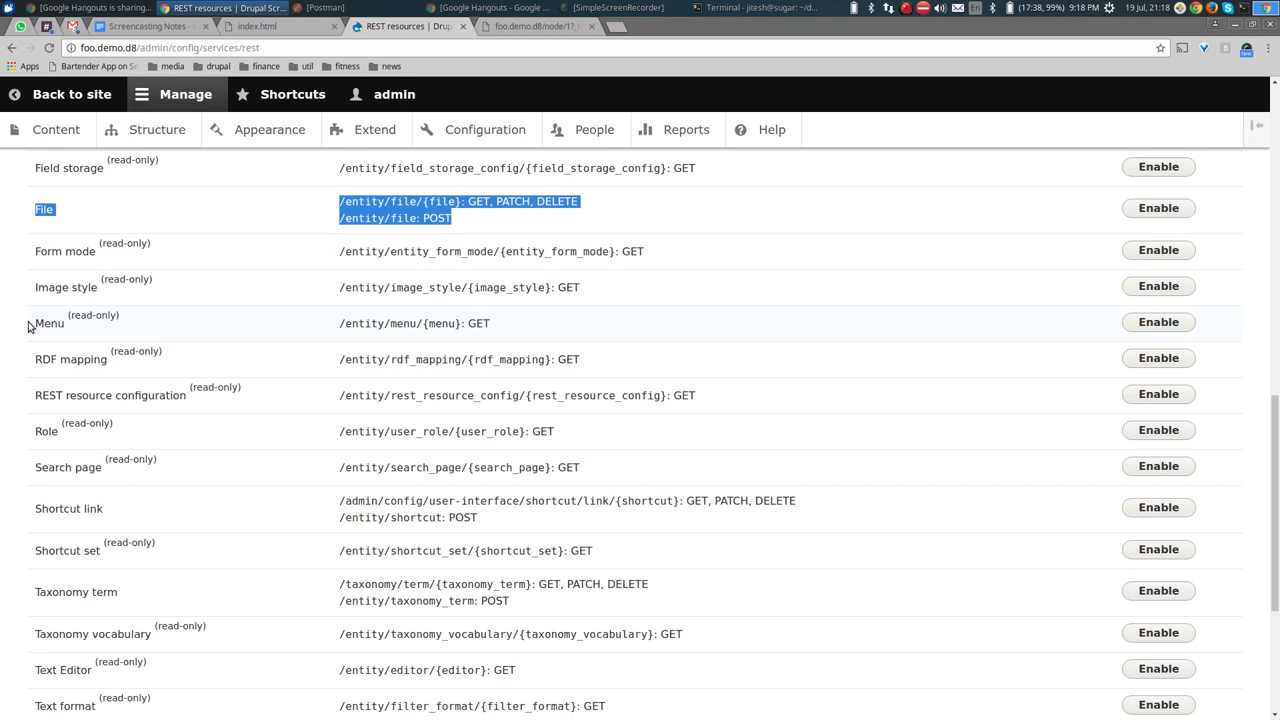 [Google Hangouts is sharing...
REST resources | Drupal Scr...
[Postman]
[Google Hangouts - Google ...
[SimpleScreenRecorder]
Terminal - jitesh@sughar: ~/d...
En
(17:38, 99%)
9:18 PM
19 Jul, 21:18
Screencasting Notes - G
index.html
REST resources | Drupa
foo.demo.d8/node/1?_fo
foo.demo.d8/admin/config/services/rest
Apps
Bartender App on Se
media
drupal
finance
util
fitness
news
Back to site
Manage
Shortcuts
admin
Content
Structure
Appearance
Extend
Configuration
People
Reports
Help
Field storage (read-only)
/entity/field_storage_config/{field_storage_config}: GET
Enable
File
/entity/file/{file}: GET, PATCH, DELETE
/entity/file: POST
Enable
Form mode (read-only)
/entity/entity_form_mode/{entity_form_mode}: GET
Enable
Image style (read-only)
/entity/image_style/{image_style}: GET
Enable
Menu (read-only)
/entity/menu/{menu}: GET
Enable
RDF mapping (read-only)
/entity/rdf_mapping/{rdf_mapping}: GET
Enable
REST resource configuration (read-only)
/entity/rest_resource_config/{rest_resource_config}: GET
Enable
Role (read-only)
/entity/user_role/{user_role}: GET
Enable
Search page (read-only)
/entity/search_page/{search_page}: GET
Enable
Shortcut link
/admin/config/user-interface/shortcut/link/{shortcut}: GET, PATCH, DELETE
/entity/shortcut: POST
Enable
Shortcut set (read-only)
/entity/shortcut_set/{shortcut_set}: GET
Enable
Taxonomy term
/taxonomy/term/{taxonomy_term}: GET, PATCH, DELETE
/entity/taxonomy_term: POST
Enable
Taxonomy vocabulary (read-only)
/entity/taxonomy_vocabulary/{taxonomy_vocabulary}: GET
Enable
Text Editor (read-only)
/entity/editor/{editor}: GET
Enable
Text format (read-only)
/entity/filter_format/{filter_format}: GET
Enable